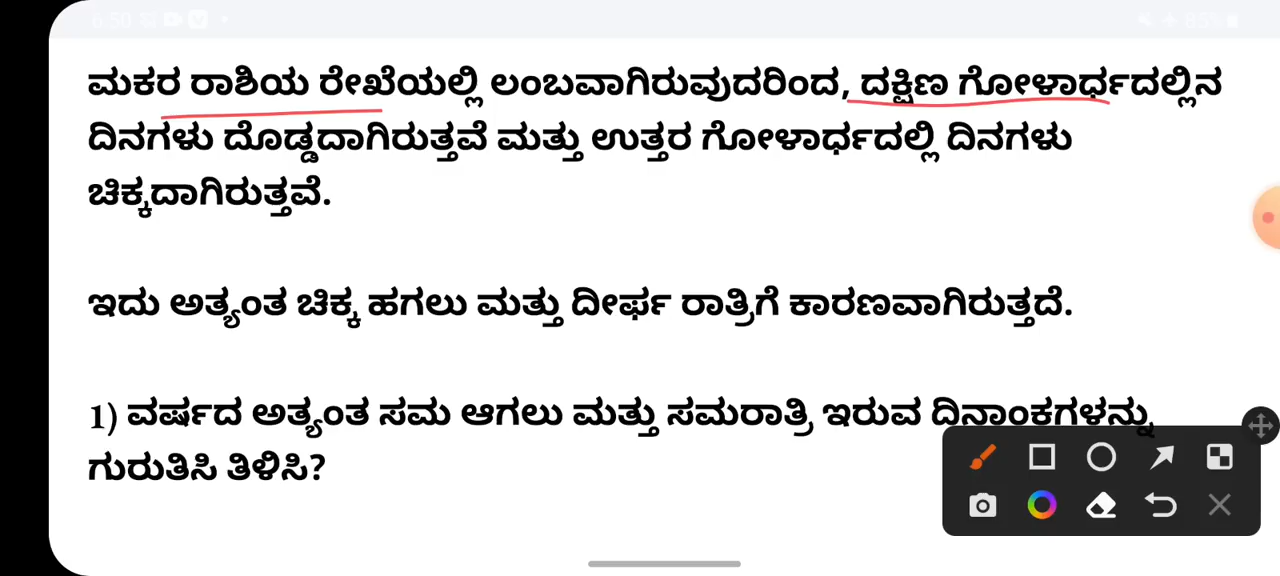 ಮಕರ ರಾಶಿಯ ರೇಖೆಯಲ್ಲಿ ಲಂಬವಾಗಿರುವುದರಿಂದ, ದಕ್ಷಿಣ ಗೋಳಾರ್ಧದಲ್ಲಿನ
ದಿನಗಳು ದೊಡ್ಡದಾಗಿರುತ್ತವೆ ಮತ್ತು ಉತ್ತರ ಗೋಳಾರ್ಧದಲ್ಲಿ ದಿನಗಳು
ಚಿಕ್ಕದಾಗಿರುತ್ತವೆ.
ಇದು ಅತ್ಯಂತ ಚಿಕ್ಕ ಹಗಲು ಮತ್ತು ದೀರ್ಘ ರಾತ್ರಿಗೆ ಕಾರಣವಾಗಿರುತ್ತದೆ.
1) ವರ್ಷದ ಅತ್ಯಂತ ಸಮ ಆಗಲು ಮತ್ತು ಸಮರಾತ್ರಿ ಇರುವ ದಿನಾಂಕಗಳನ್ನು
ಗುರುತಿಸಿ ತಿಳಿಸಿ?